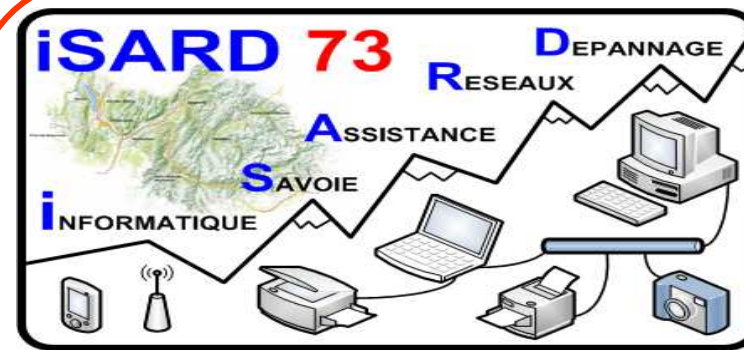 iSARD 73
DEPANNAGE
RESEAUX
ASSISTANCE
SAVOIE
iNFORMATIQUE